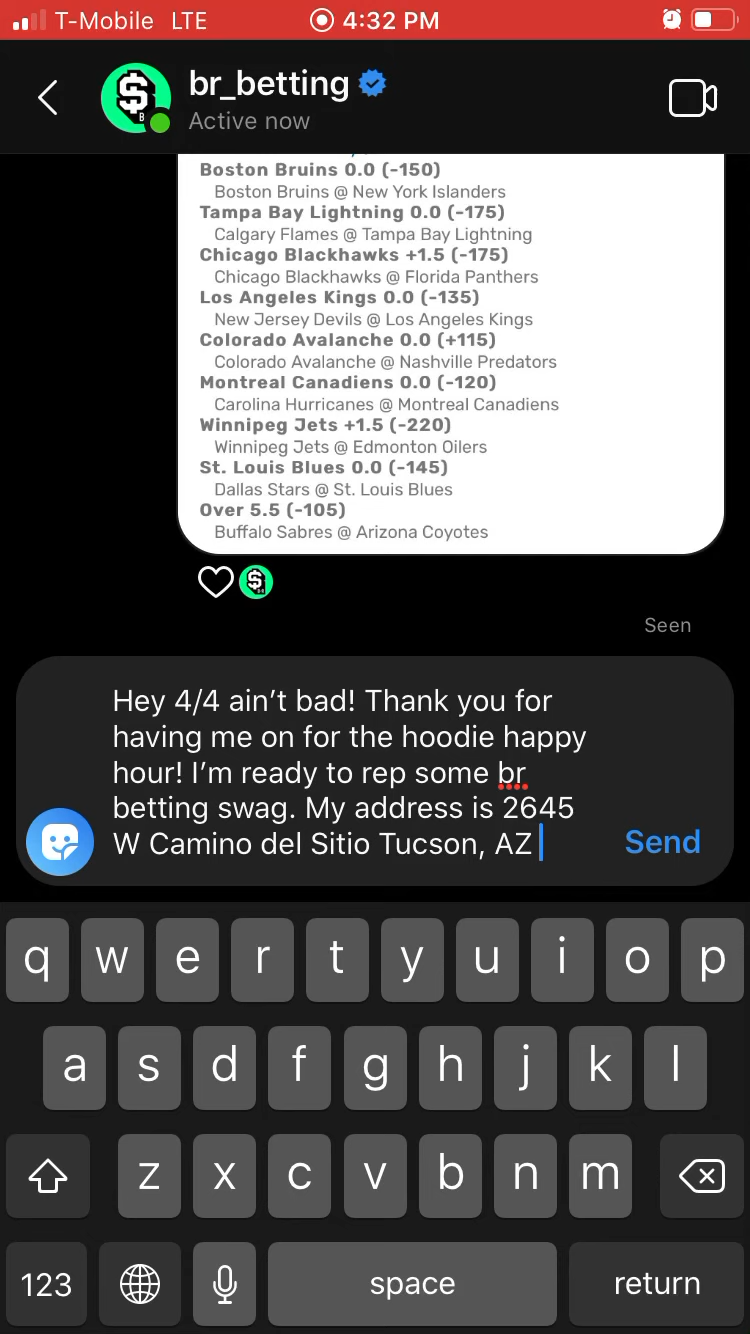 T-Mobile LTE 4:32 PM
br_betting
Active now
Boston Bruins 0.0 (-150)
Boston Bruins @ New York Islanders
Tampa Bay Lightning 0.0 (-175)
Calgary Flames @ Tampa Bay Lightning
Chicago Blackhawks +1.5 (-175)
Chicago Blackhawks @ Florida Panthers
Los Angeles Kings 0.0 (-135)
New Jersey Devils @ Los Angeles Kings
Colorado Avalanche 0.0 (+115)
Colorado Avalanche @ Nashville Predators
Montreal Canadiens 0.0 (-120)
Carolina Hurricanes @ Montreal Canadiens
Winnipeg Jets +1.5 (-220)
Winnipeg Jets @ Edmonton Oilers
St. Louis Blues 0.0 (-145)
Dallas Stars @ St. Louis Blues
Over 5.5 (-105)
Buffalo Sabres @ Arizona Coyotes
Seen
Hey 4/4 ain’t bad! Thank you for
having me on for the hoodie happy
hour! I’m ready to rep some br
betting swag. My address is 2645
W Camino del Sitio Tucson, AZ
Send
q w e r t y u i o p
a s d f g h j k l
z x c v b n m
123 space return